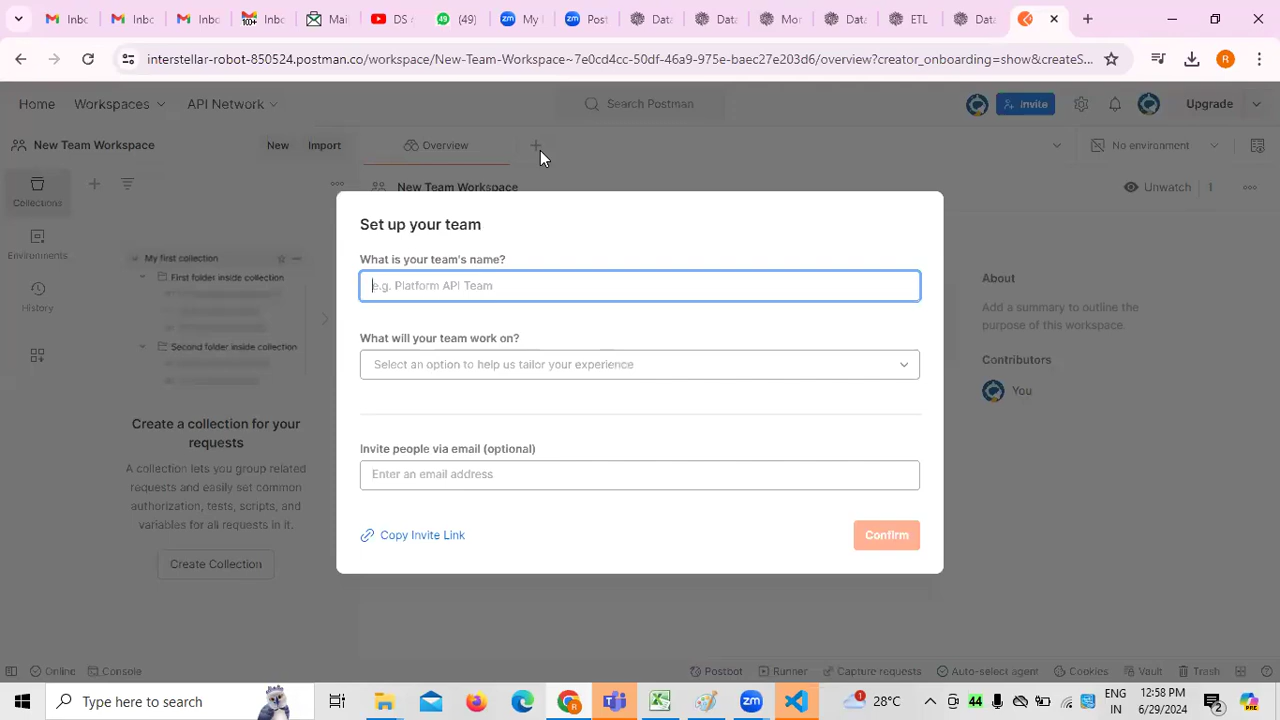 Inbo
Inbc
Inbo
Inbc
Mai
DS r
(49)
My
Post
Data
Data
Mo
Data
ETL
Data
interstellar-robot-850524.postman.co/workspace/New-Team-Workspace~7e0cd4cc-50df-46a9-975e-baec27e203d6/overview?creator_onboarding=show&createS...
Home Workspaces API Network Search Postman Invite Upgrade
New Team Workspace New Import Overview No environment
New Team Workspace Unwatch 1
Collections
Environments
History
My first collection
First folder inside collection
Second folder inside collection
Create a collection for your
requests
A collection lets you group related
requests and easily set common
authorization, tests, scripts, and
variables for all requests in it.
Create Collection
Set up your team
What is your team's name?
e.g. Platform API Team
What will your team work on?
Select an option to help us tailor your experience
Invite people via email (optional)
Enter an email address
Copy Invite Link Confirm
About
Add a summary to outline the
purpose of this workspace.
Contributors
You
Online Console Postbot Runner Capture requests Auto-select agent Cookies Vault Trash
Type here to search
1 28°C
44
ENG
IN
12:58 PM
6/29/2024
2